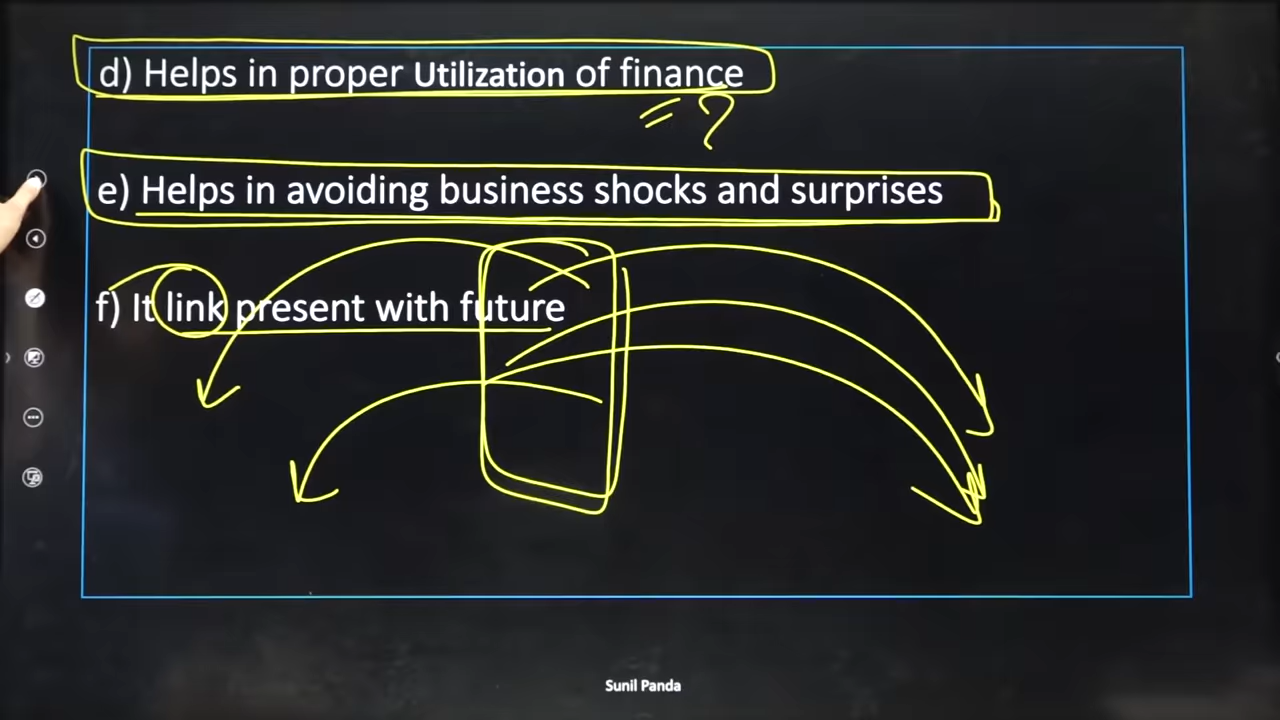 d) Helps in proper Utilization of finance
= ?
e) Helps in avoiding business shocks and surprises
f) It link present with future
Sunil Panda